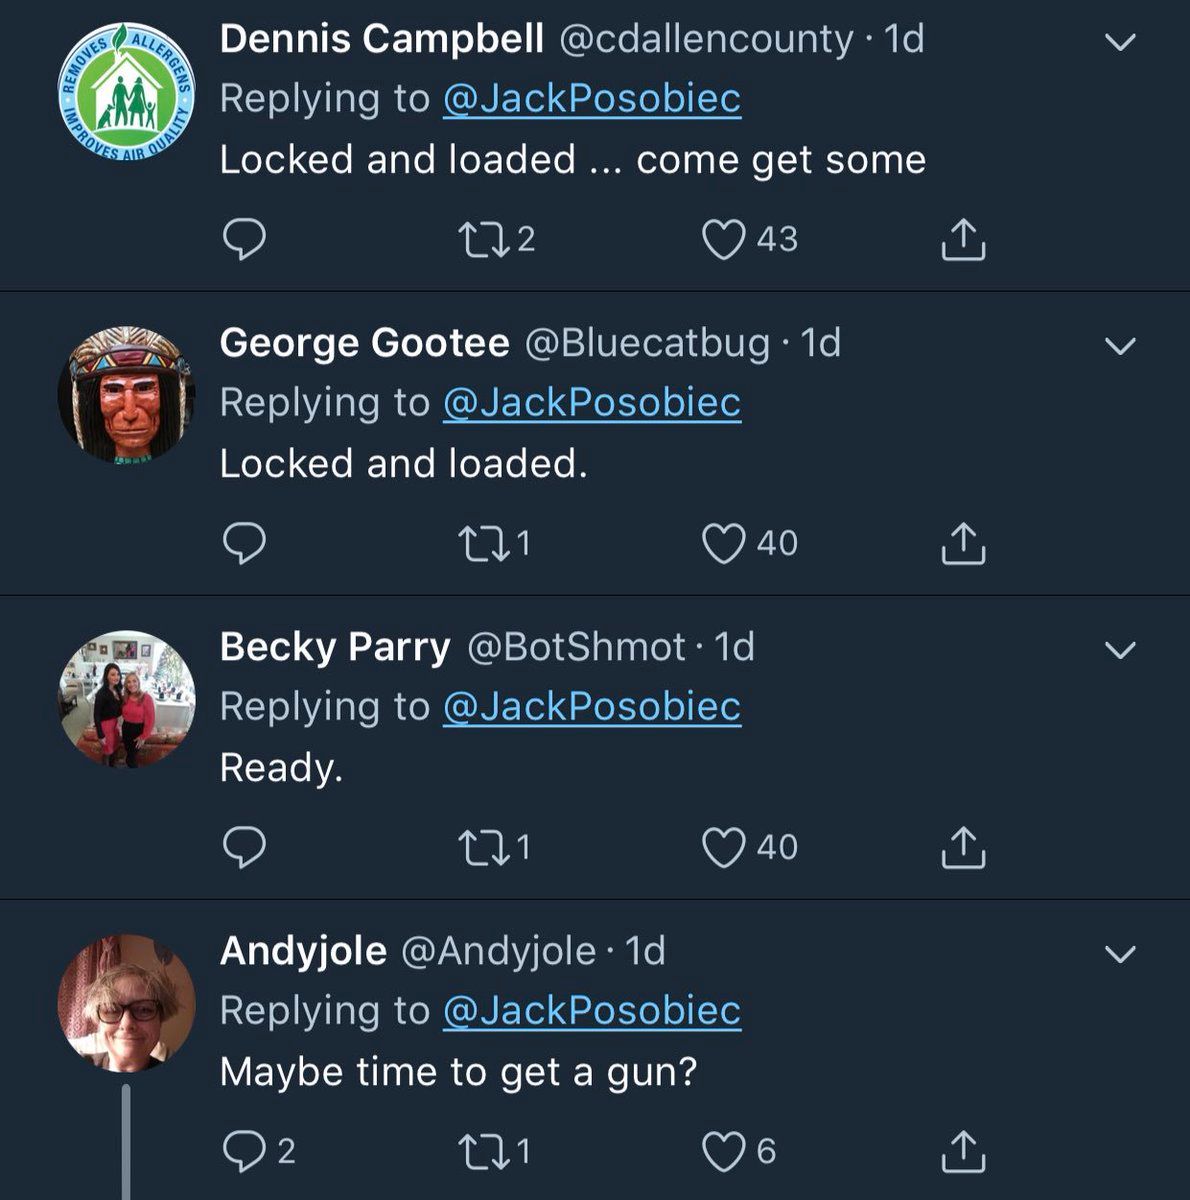 REMOVES ALLERGENS
IMPROVES AIR QUALITY
Dennis Campbell @cdallencounty · 1d
Replying to @JackPosobiec
Locked and loaded ... come get some
2 43
George Gootee @Bluecatbug · 1d
Replying to @JackPosobiec
Locked and loaded.
1 40
Becky Parry @BotShmot · 1d
Replying to @JackPosobiec
Ready.
1 40
Andyjole @Andyjole · 1d
Replying to @JackPosobiec
Maybe time to get a gun?
2 1 6